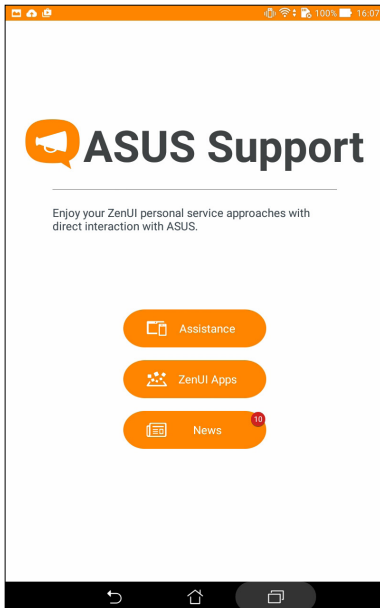 100% 16:07
ASUS Support
Enjoy your ZenUI personal service approaches with
direct interaction with ASUS.
Assistance
ZenUI Apps
10
News